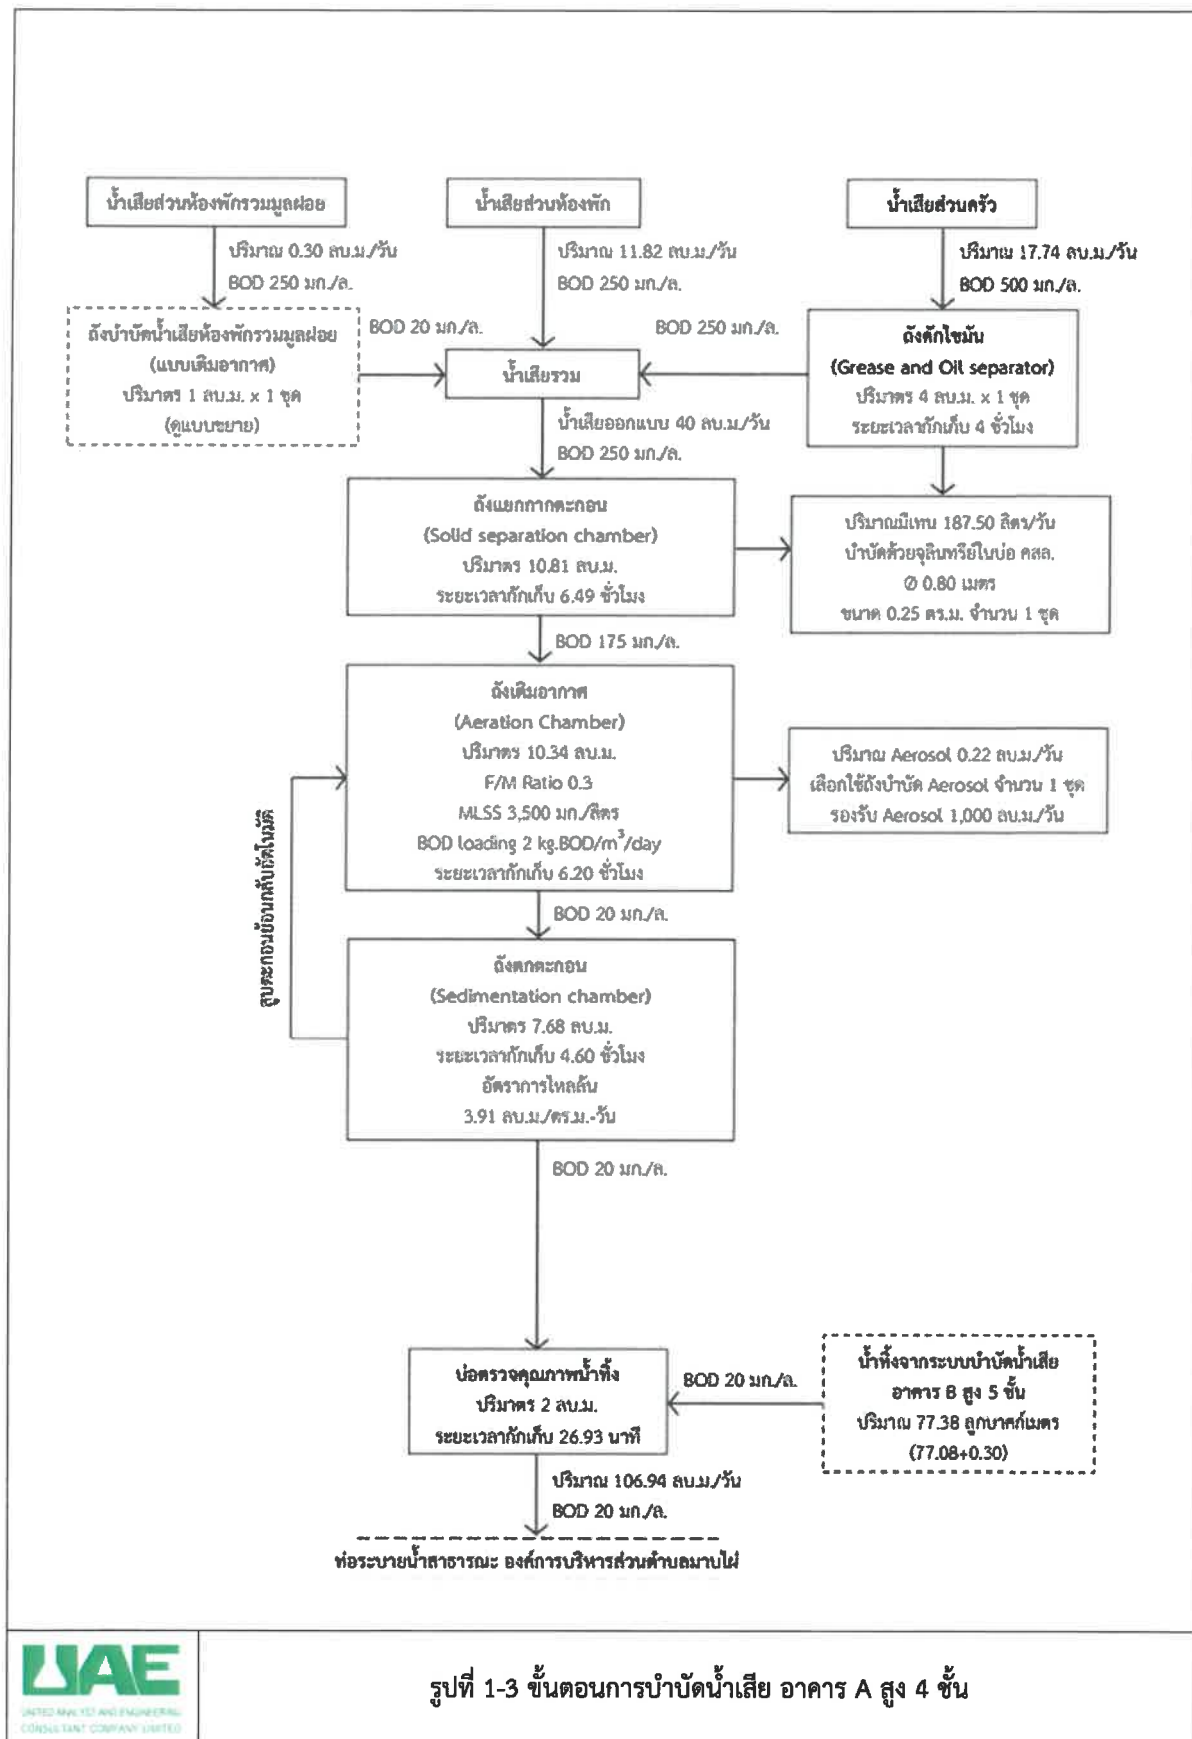 น้ำเสียส่วนห้องพักรวมมูลฝอย
น้ำเสียส่วนห้องพัก
น้ำเสียส่วนครัว
ปริมาณ 0.30 ลบ.ม./วัน
BOD 250 มก./ล.
ปริมาณ 11.82 ลบ.ม./วัน
BOD 250 มก./ล.
ปริมาณ 17.74 ลบ.ม./วัน
BOD 500 มก./ล.
ถังบำบัดน้ำเสียห้องพักรวมมูลฝอย
(แบบเติมอากาศ)
ปริมาตร 1 ลบ.ม. x 1 ชุด
(ดูแบบขยาย)
BOD 20 มก./ล.
น้ำเสียรวม
BOD 250 มก./ล.
ถังดักไขมัน
(Grease and Oil separator)
ปริมาตร 4 ลบ.ม. x 1 ชุด
ระยะเวลากักเก็บ 4 ชั่วโมง
น้ำเสียออกแบบ 40 ลบ.ม/วัน
BOD 250 มก./ล.
ถังแยกกากตะกอน
(Solid separation chamber)
ปริมาตร 10.81 ลบ.ม.
ระยะเวลากักเก็บ 6.49 ชั่วโมง
ปริมาณมีเทน 187.50 ลิตร/วัน
บำบัดด้วยจุลินทรีย์ในบ่อ คสล.
Ø 0.80 เมตร
ขนาด 0.25 ตร.ม. จำนวน 1 ชุด
BOD 175 มก./ล.
ถังเติมอากาศ
(Aeration Chamber)
ปริมาตร 10.34 ลบ.ม.
F/M Ratio 0.3
MLSS 3,500 มก./ลิตร
BOD loading 2 kg.BOD/m³/day
ระยะเวลากักเก็บ 6.20 ชั่วโมง
ปริมาณ Aerosol 0.22 ลบ.ม./วัน
เลือกใช้ถังบำบัด Aerosol จำนวน 1 ชุด
รองรับ Aerosol 1,000 ลบ.ม./วัน
สูบตะกอนย้อนกลับอัตโนมัติ
BOD 20 มก./ล.
ถังตกตะกอน
(Sedimentation chamber)
ปริมาตร 7.68 ลบ.ม.
ระยะเวลากักเก็บ 4.60 ชั่วโมง
อัตราการไหลล้น
3.91 ลบ.ม./ตร.ม.-วัน
BOD 20 มก./ล.
บ่อตรวจคุณภาพน้ำทิ้ง
ปริมาตร 2 ลบ.ม.
ระยะเวลากักเก็บ 26.93 นาที
BOD 20 มก./ล.
น้ำทิ้งจากระบบบำบัดน้ำเสีย
อาคาร B สูง 5 ชั้น
ปริมาณ 77.38 ลูกบาศก์เมตร
(77.08+0.30)
ปริมาณ 106.94 ลบ.ม./วัน
BOD 20 มก./ล.
ท่อระบายน้ำสาธารณะ องค์การบริหารส่วนตำบลมาบไผ่
UAE
UNITED ANALYST AND ENGINEERING
CONSULTANT COMPANY LIMITED
รูปที่ 1-3 ขั้นตอนการบำบัดน้ำเสีย อาคาร A สูง 4 ชั้น